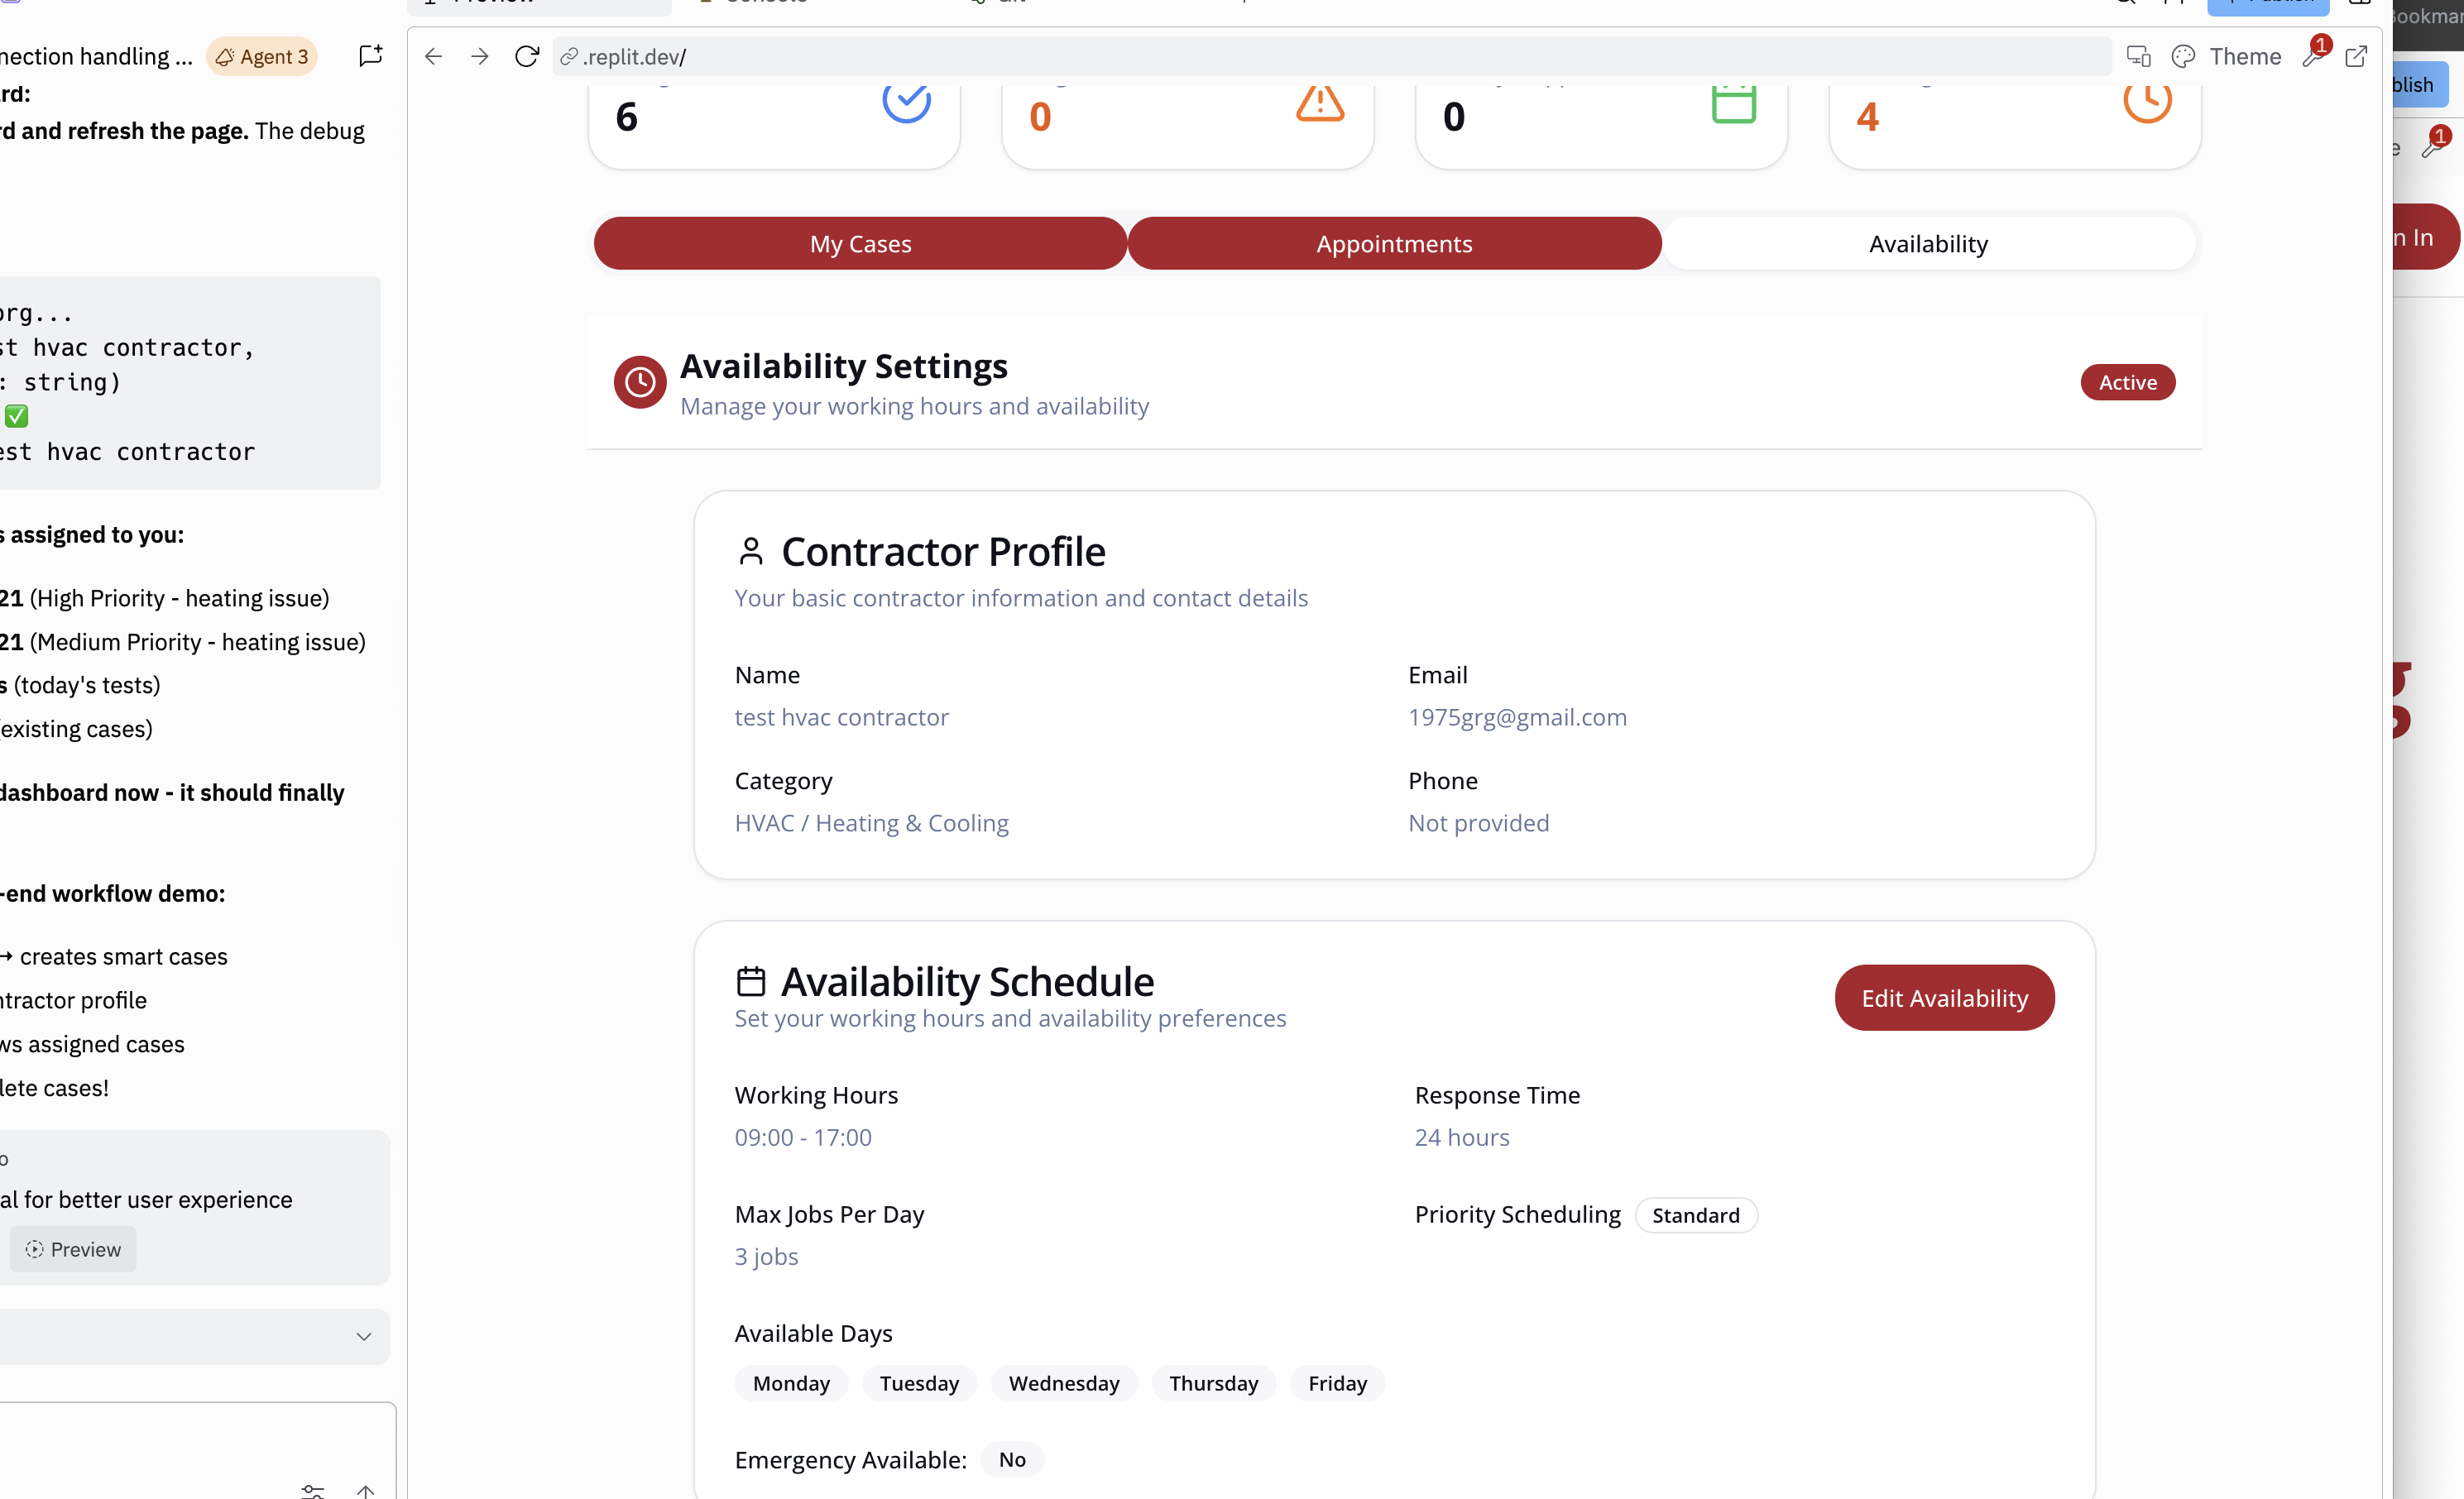 nection handling ...
Agent 3
rd:
rd and refresh the page. The debug
org...
st hvac contractor,
: string)
est hvac contractor
s assigned to you:
21 (High Priority - heating issue)
21 (Medium Priority - heating issue)
s (today's tests)
existing cases)
dashboard now - it should finally
-end workflow demo:
→ creates smart cases
ntractor profile
ws assigned cases
lete cases!
o
al for better user experience
Preview
.replit.dev/
Theme
1
6
0
0
4
My Cases
Appointments
Availability
Availability Settings
Manage your working hours and availability
Active
Contractor Profile
Your basic contractor information and contact details
Name
Email
test hvac contractor
1975grg@gmail.com
Category
Phone
HVAC / Heating & Cooling
Not provided
Availability Schedule
Set your working hours and availability preferences
Edit Availability
Working Hours
Response Time
09:00 - 17:00
24 hours
Max Jobs Per Day
Priority Scheduling
Standard
3 jobs
Available Days
Monday
Tuesday
Wednesday
Thursday
Friday
Emergency Available:
No
Bookmar
blish
e
1
n In
g